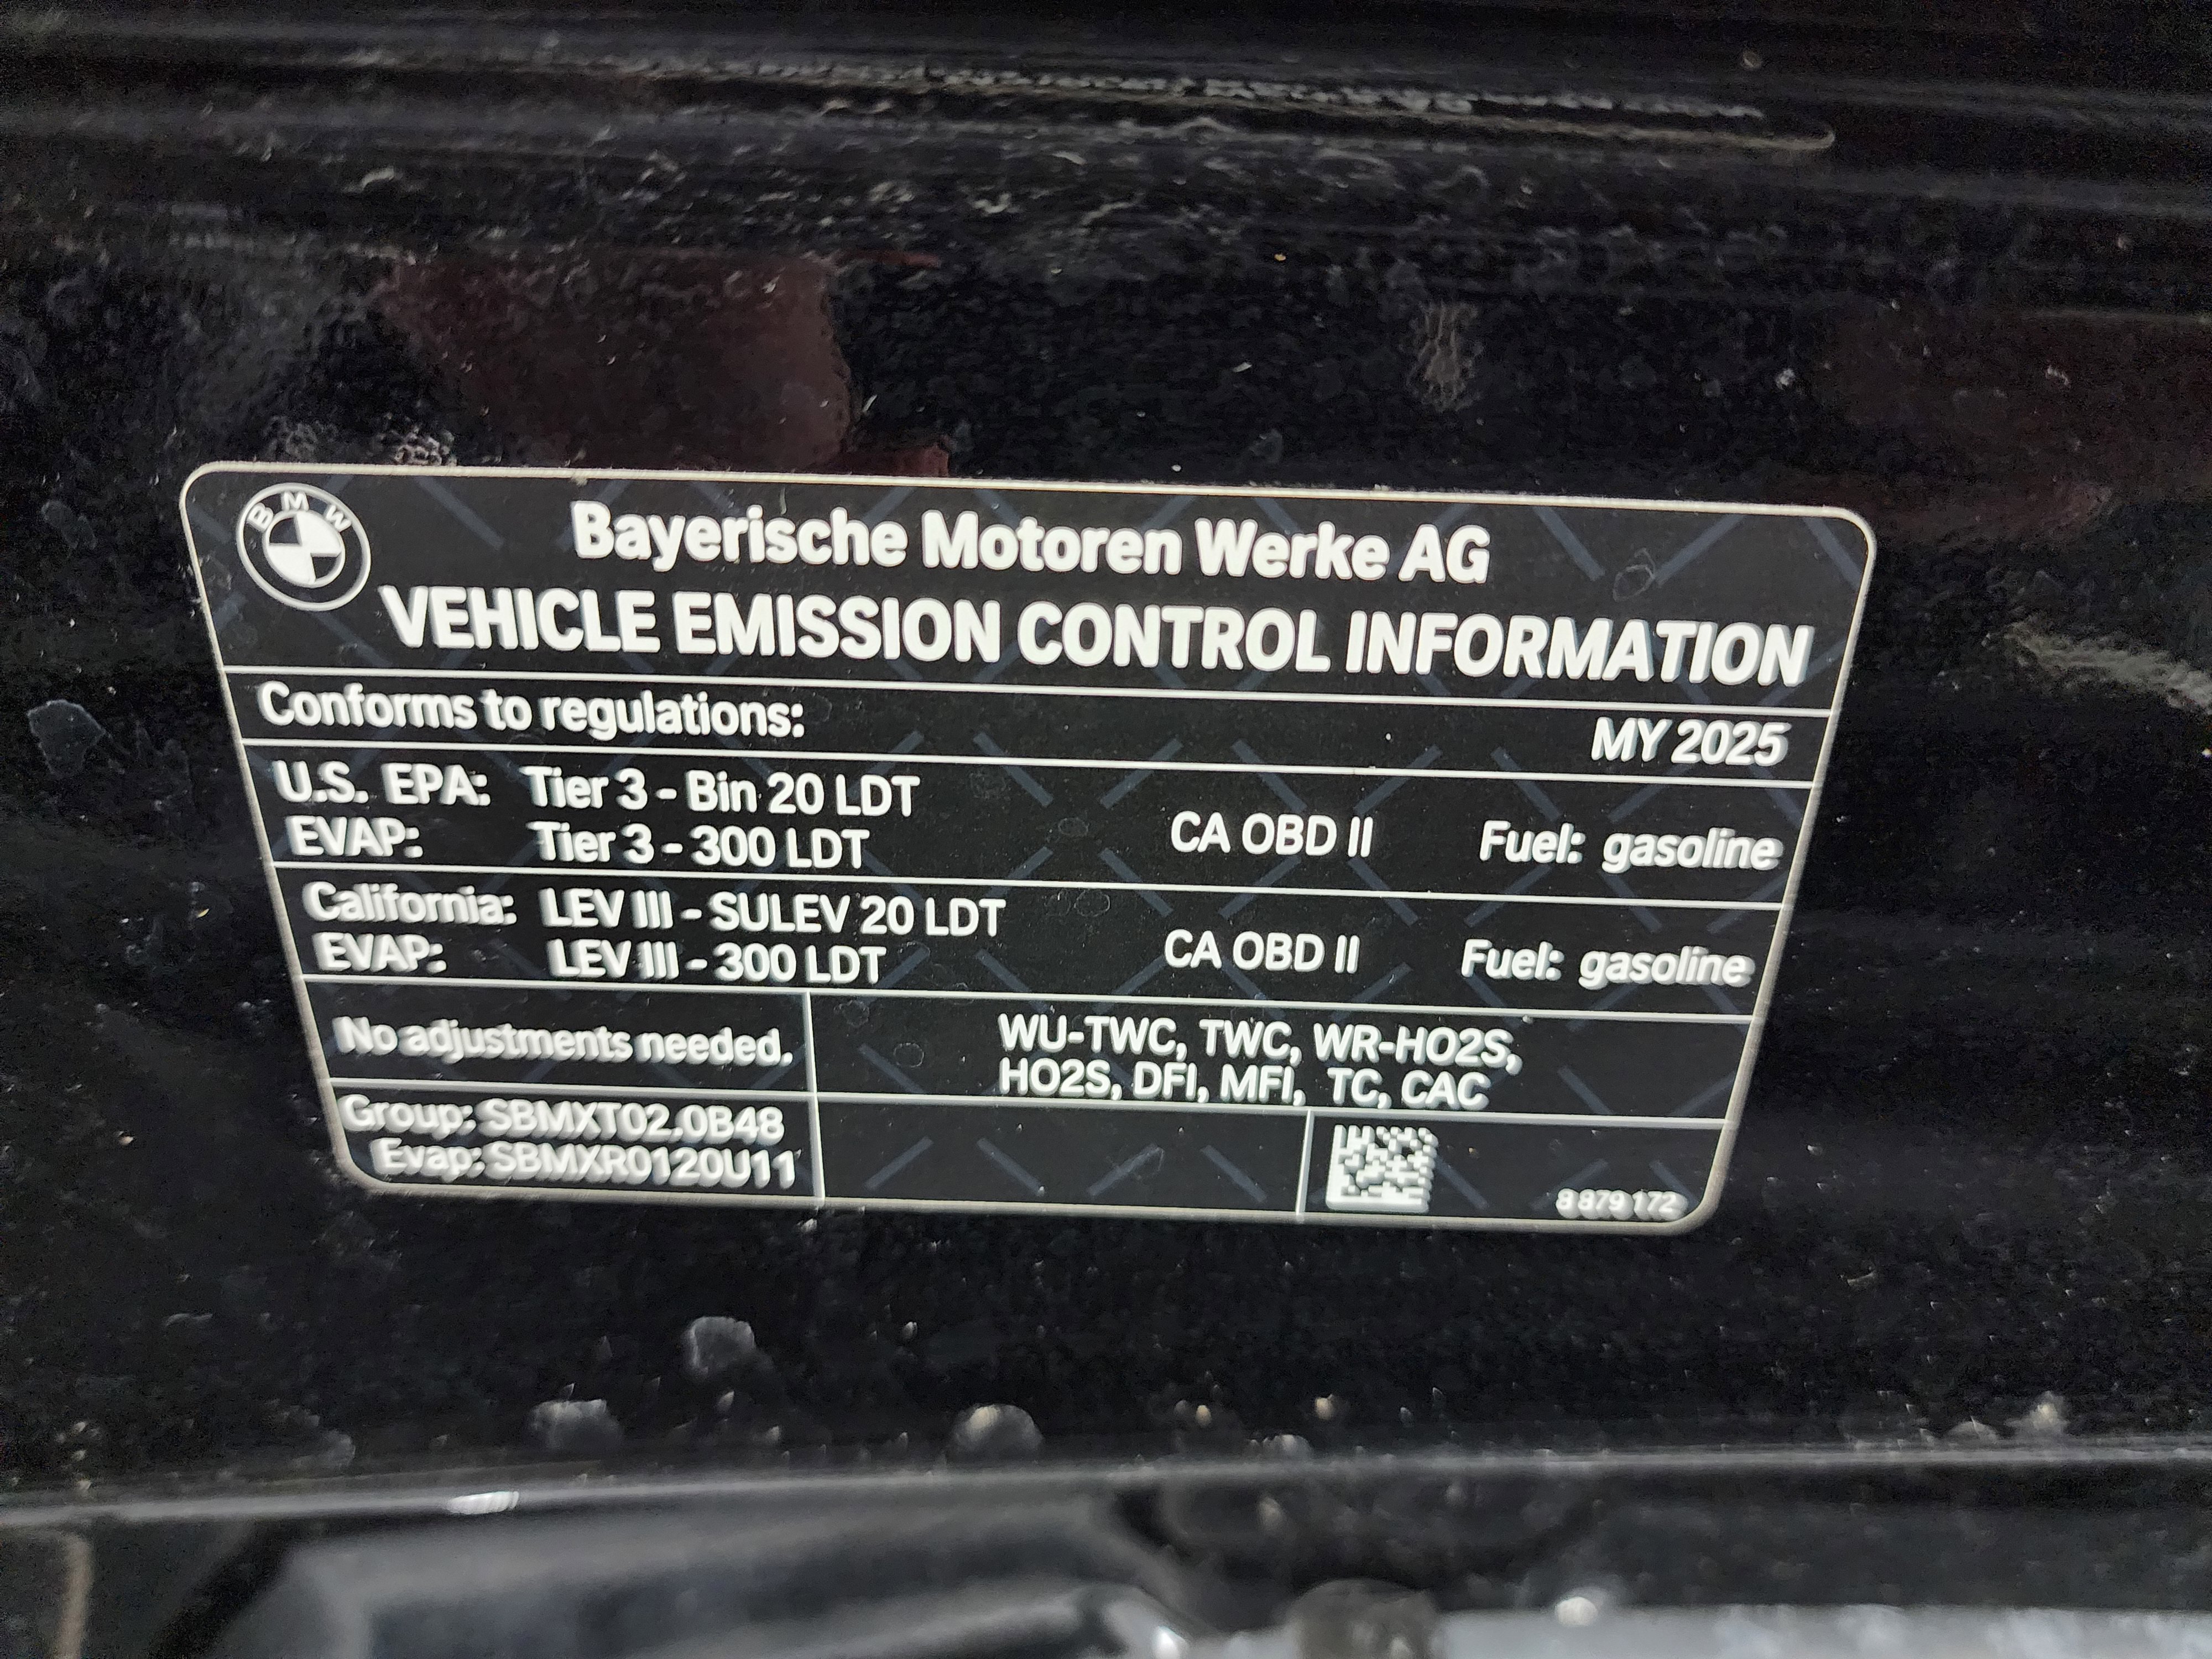 BMW
Bayerische Motoren Werke AG
VEHICLE EMISSION CONTROL INFORMATION
Conforms to regulations:
MY 2025
U.S. EPA: Tier 3 - Bin 20 LDT
EVAP: Tier 3 - 300 LDT
CA OBD II
Fuel: gasoline
California: LEV III - SULEV 20 LDT
EVAP: LEV III - 300 LDT
CA OBD II
Fuel: gasoline
No adjustments needed.
WU-TWC, TWC, WR-HO2S,
HO2S, DFI, MFI, TC, CAC
Group: SBMXT02.0B48
Evap: SBMXR0120U11
8 879 172